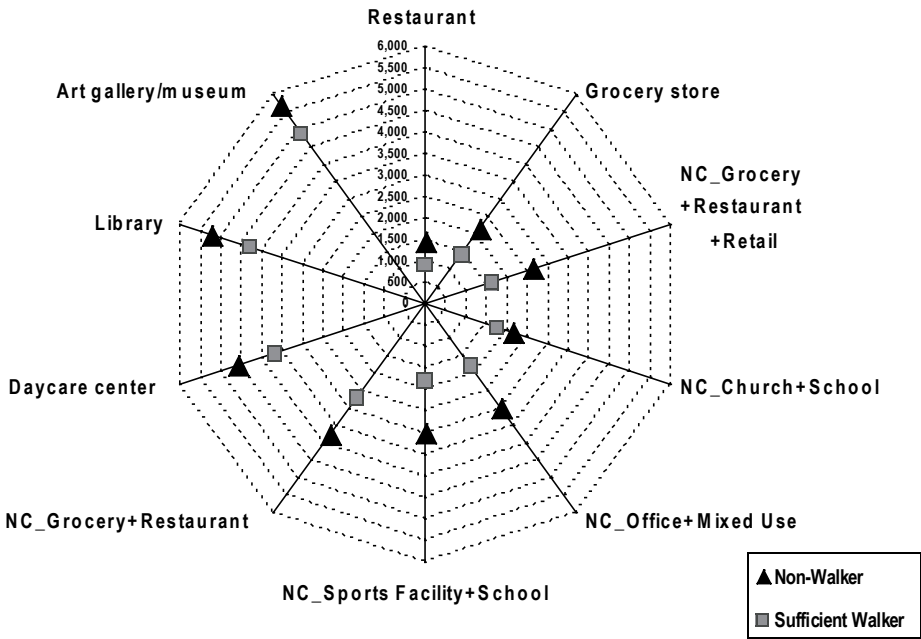 Restaurant
6,000
5,500
5,000
4,500
4,000
3,500
3,000
2,500
2,000
1,500
1,000
500
0
Grocery store
NC_Grocery
+Restaurant
+Retail
NC_Church+School
NC_Office+Mixed Use
NC_Sports Facility+School
NC_Grocery+Restaurant
Daycare center
Library
Art gallery/museum
Non-Walker
Sufficient Walker